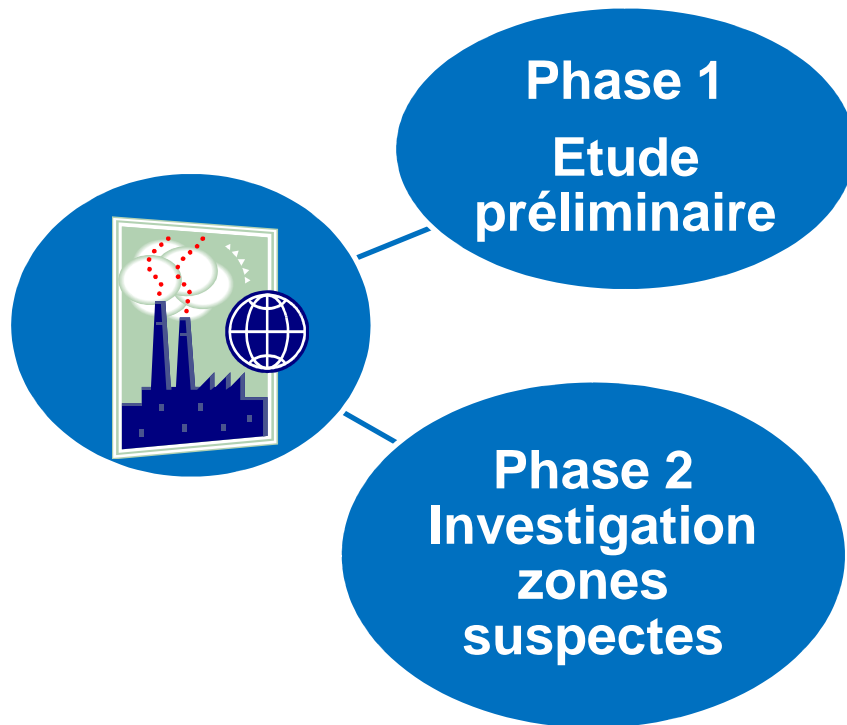 Phase 1
Etude
préliminaire
Phase 2
Investigation
zones
suspectes